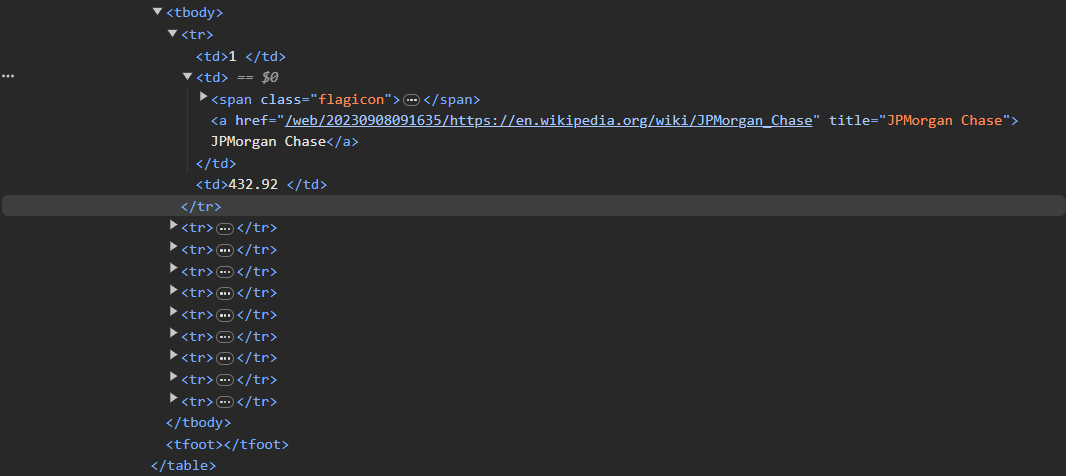 <tbody>
<tr>
<td>1 </td>
<td> == $0
<span class="flagicon">…</span>
<a href="/web/20230908091635/https://en.wikipedia.org/wiki/JPMorgan_Chase" title="JPMorgan Chase">
JPMorgan Chase</a>
</td>
<td>432.92 </td>
</tr>
<tr>…</tr>
<tr>…</tr>
<tr>…</tr>
<tr>…</tr>
<tr>…</tr>
<tr>…</tr>
<tr>…</tr>
<tr>…</tr>
<tr>…</tr>
</tbody>
<tfoot></tfoot>
</table>